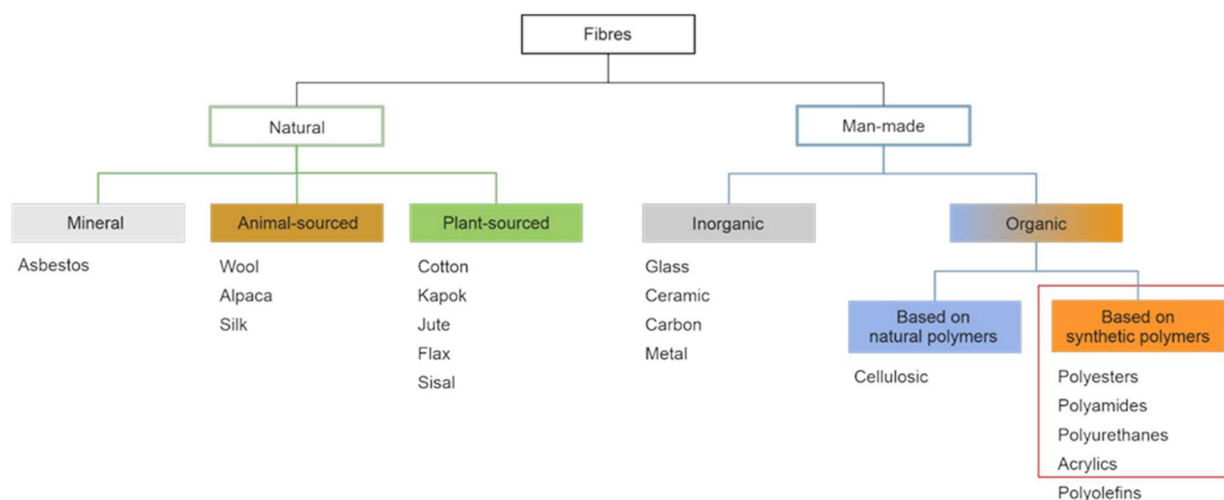 Fibres
Natural
Man-made
Mineral
Animal-sourced
Plant-sourced
Inorganic
Organic
Asbestos
Wool
Alpaca
Silk
Cotton
Kapok
Jute
Flax
Sisal
Glass
Ceramic
Carbon
Metal
Based on
natural polymers
Cellulosic
Based on
synthetic polymers
Polyesters
Polyamides
Polyurethanes
Acrylics
Polyolefins